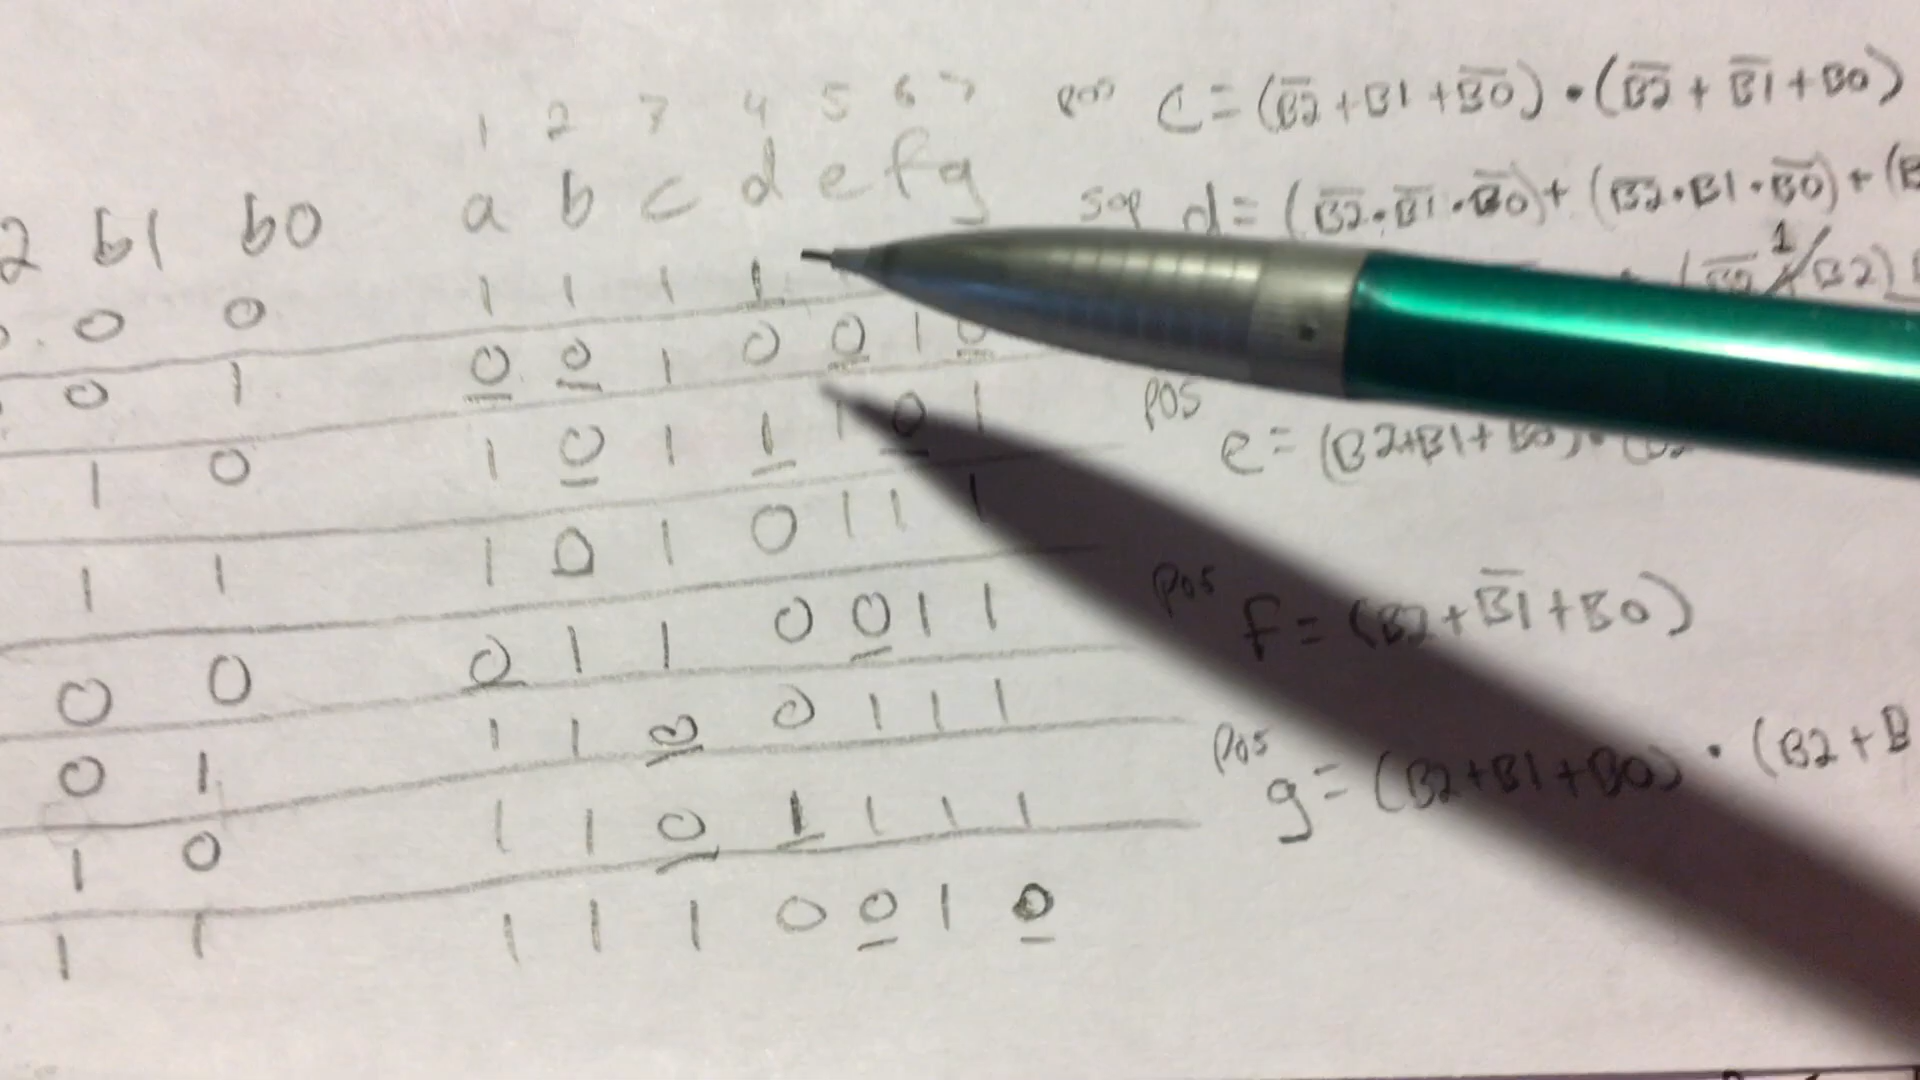 1 2 3 4 5 6 7
2 b1 b0 a b c d e f g
0 0 1 1 1 1
0 1 0 0 1 0 0 1 0
1 0 1 0 1 1 1 0 1
1 1 1 0 1 0 1 1 1
0 0 0 1 1 0 0 1 1
0 1 1 1 0 0 1 1 1
1 0 1 1 0 1 1 1 1
1 1 1 1 1 0 0 1 0
pos C = (B̅2̅ + B1 + B̅0̅) • (B̅2̅ + B̅1̅ + B0)
sop d = (B̅2̅ • B̅1̅ • B̅0̅) + (B̅2̅ • B1 • B̅0̅) + (B
pos e = (B2+B1+B0) • (
pos f = (B2 + B̅1̅ + B0)
pos g = (B2+B1+B0) • (B2 + B